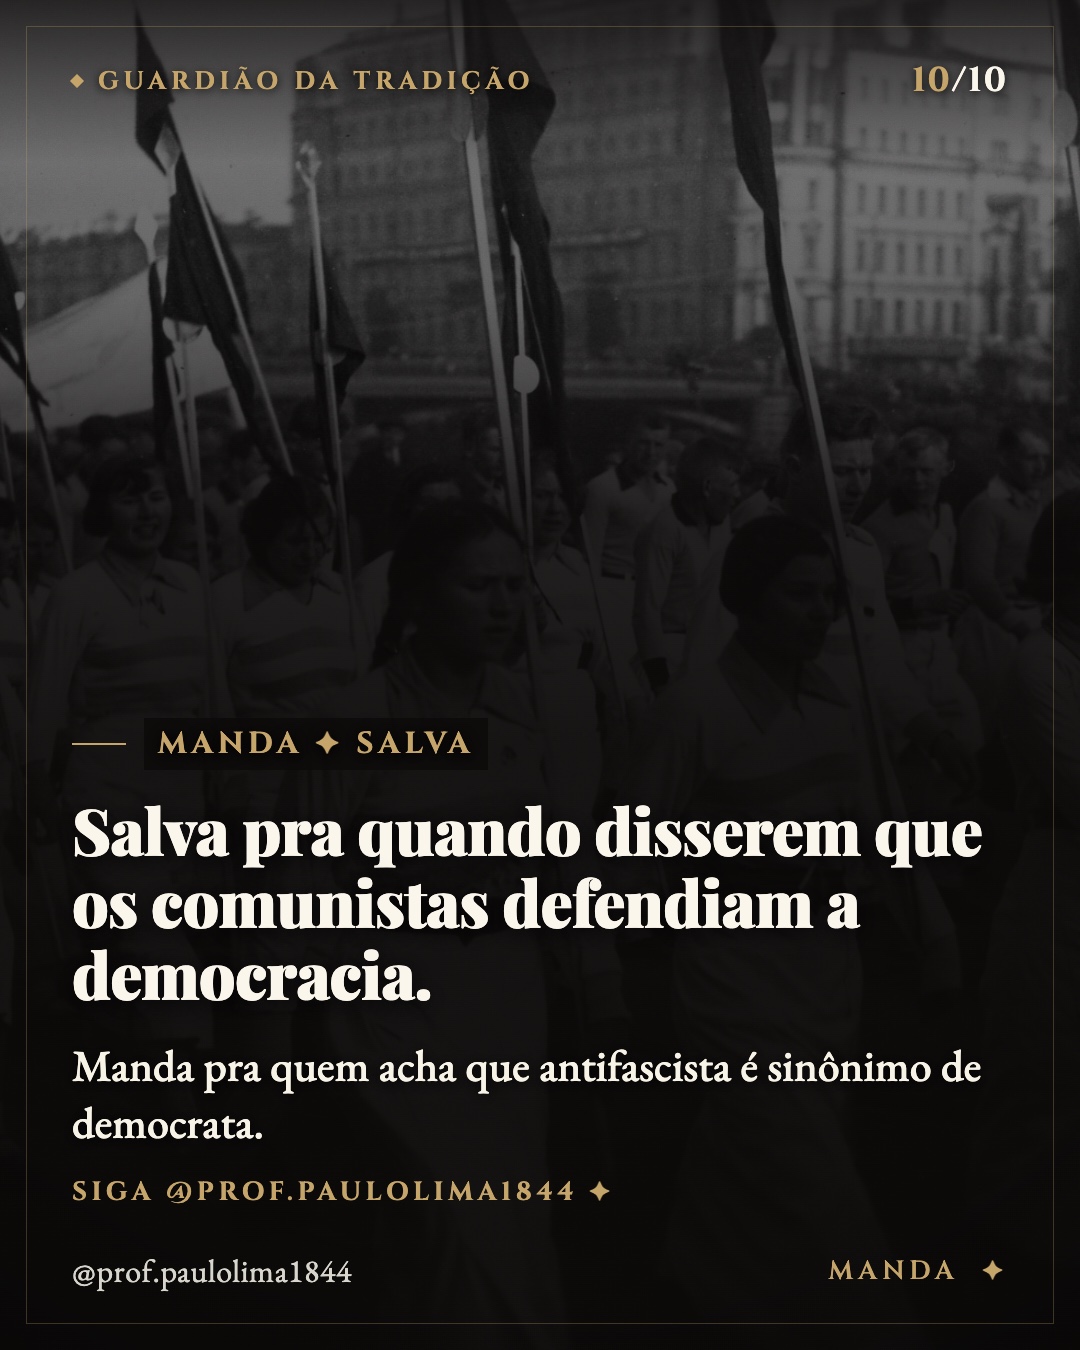 ◆ GUARDIÃO DA TRADIÇÃO
10/10
MANDA ✦ SALVA
Salva pra quando disserem que
os comunistas defendiam a
democracia.
Manda pra quem acha que antifascista é sinônimo de
democrata.
SIGA @PROF.PAULOLIMA1844 ✦
@prof.paulolima1844
MANDA ✦